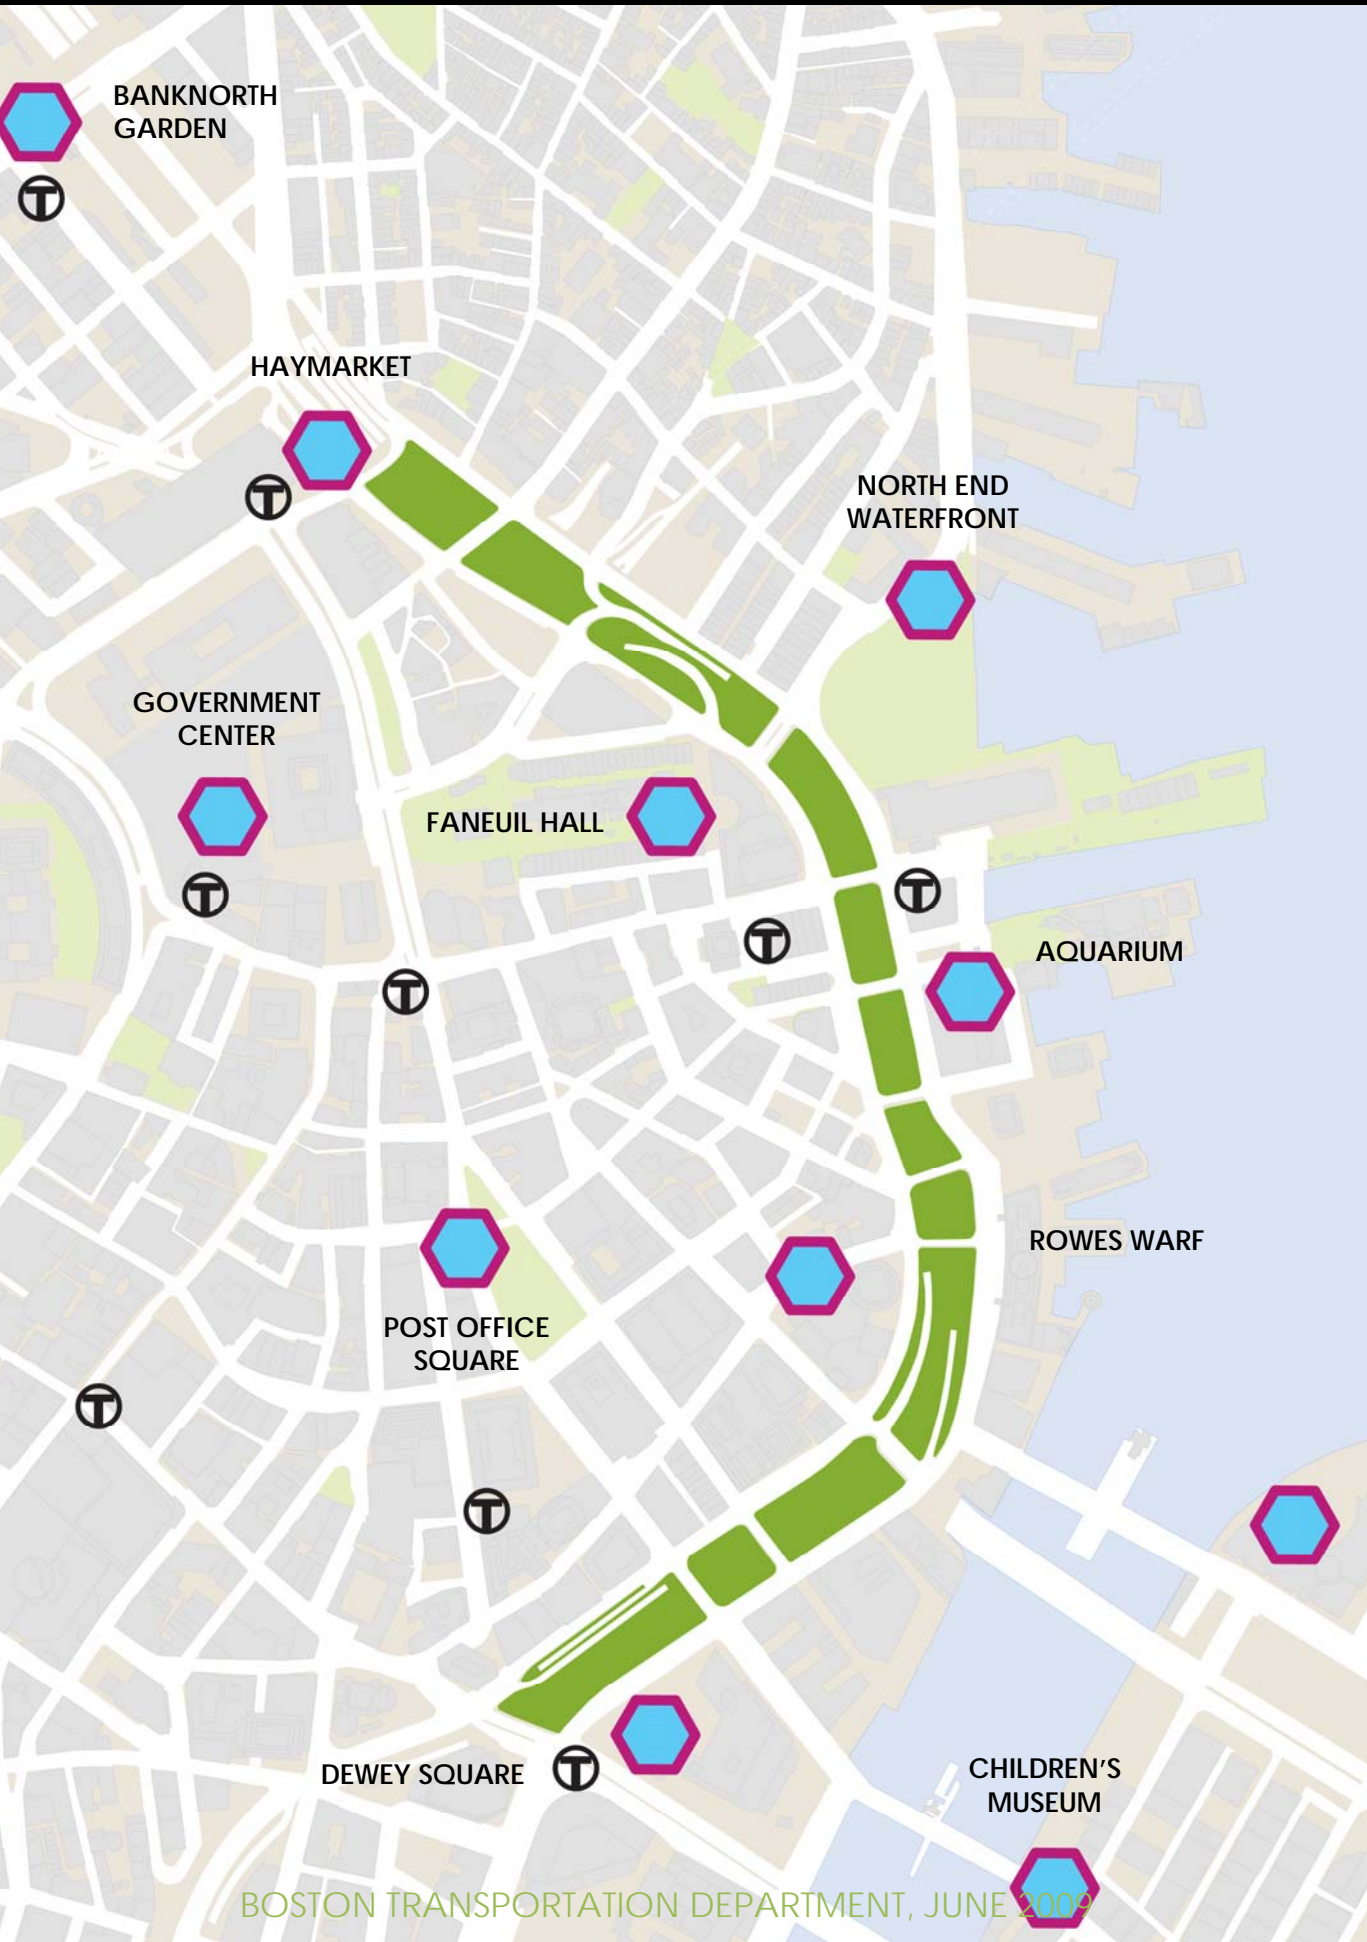 BANKNORTH
GARDEN
T
HAYMARKET
T
NORTH END
WATERFRONT
GOVERNMENT
CENTER
FANEUIL HALL
T
T
T
AQUARIUM
T
ROWES WARF
POST OFFICE
SQUARE
T
T
DEWEY SQUARE
T
CHILDREN'S
MUSEUM
BOSTON TRANSPORTATION DEPARTMENT, JUNE 2009